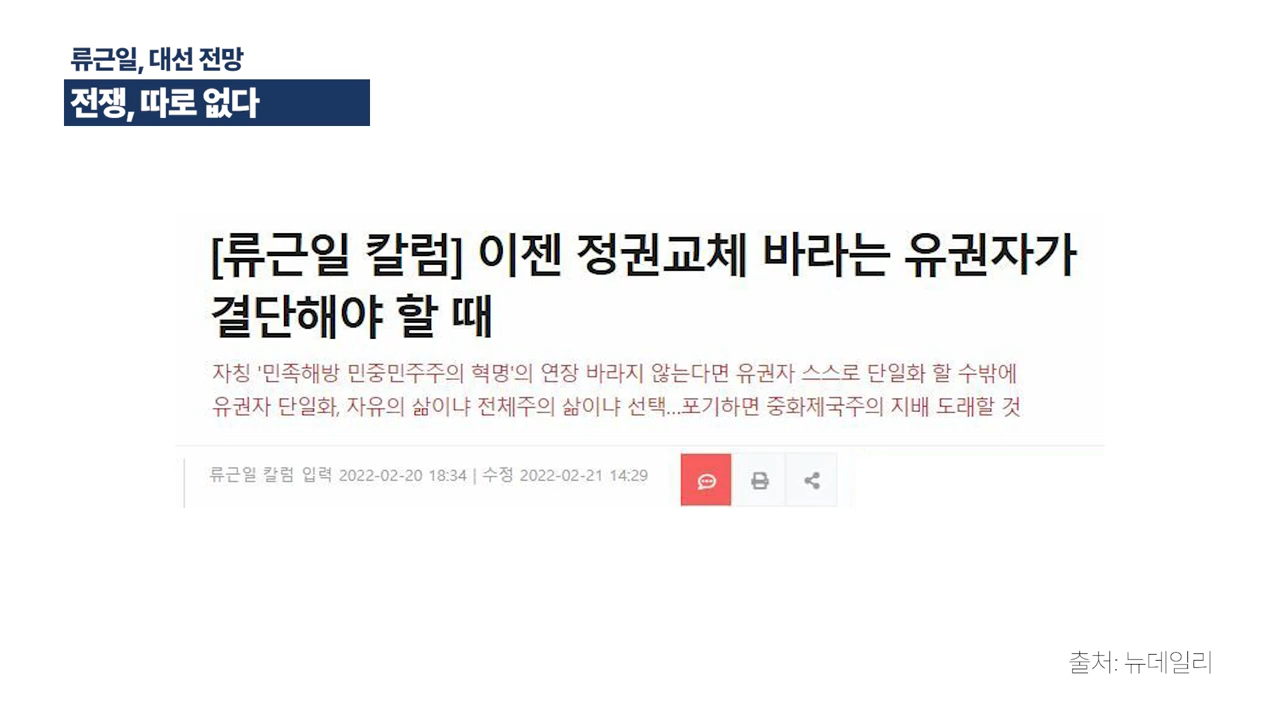 류근일, 대선 전망
전쟁, 따로 없다
[류근일 칼럼] 이젠 정권교체 바라는 유권자가
결단해야 할 때
자칭 '민족해방 민중민주주의 혁명'의 연장 바라지 않는다면 유권자 스스로 단일화 할 수밖에
유권자 단일화, 자유의 삶이냐 전체주의 삶이냐 선택...포기하면 중화제국주의 지배 도래할 것
류근일 칼럼 입력 2022-02-20 18:34 | 수정 2022-02-21 14:29
출처: 뉴데일리